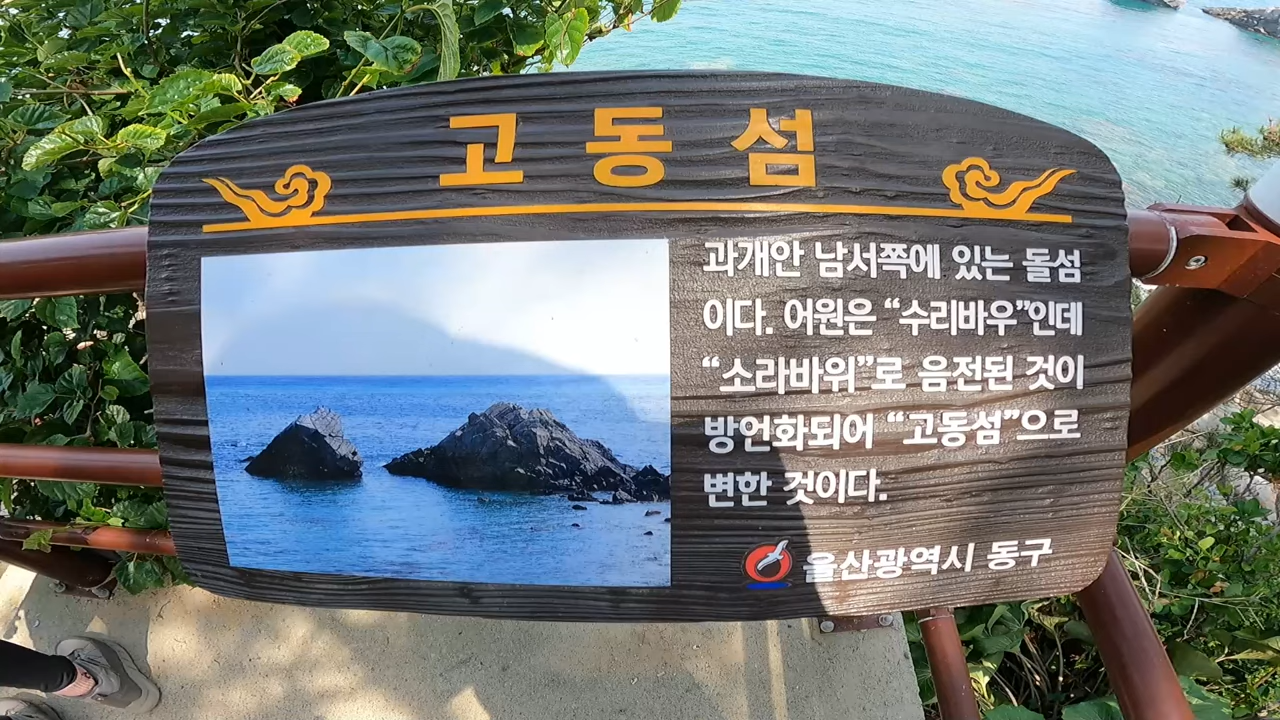 고동섬
과개안 남서쪽에 있는 돌섬
이다. 어원은 “수리바우”인데
“소라바위”로 음전된 것이
방언화되어 “고동섬”으로
변한 것이다.
울산광역시 동구